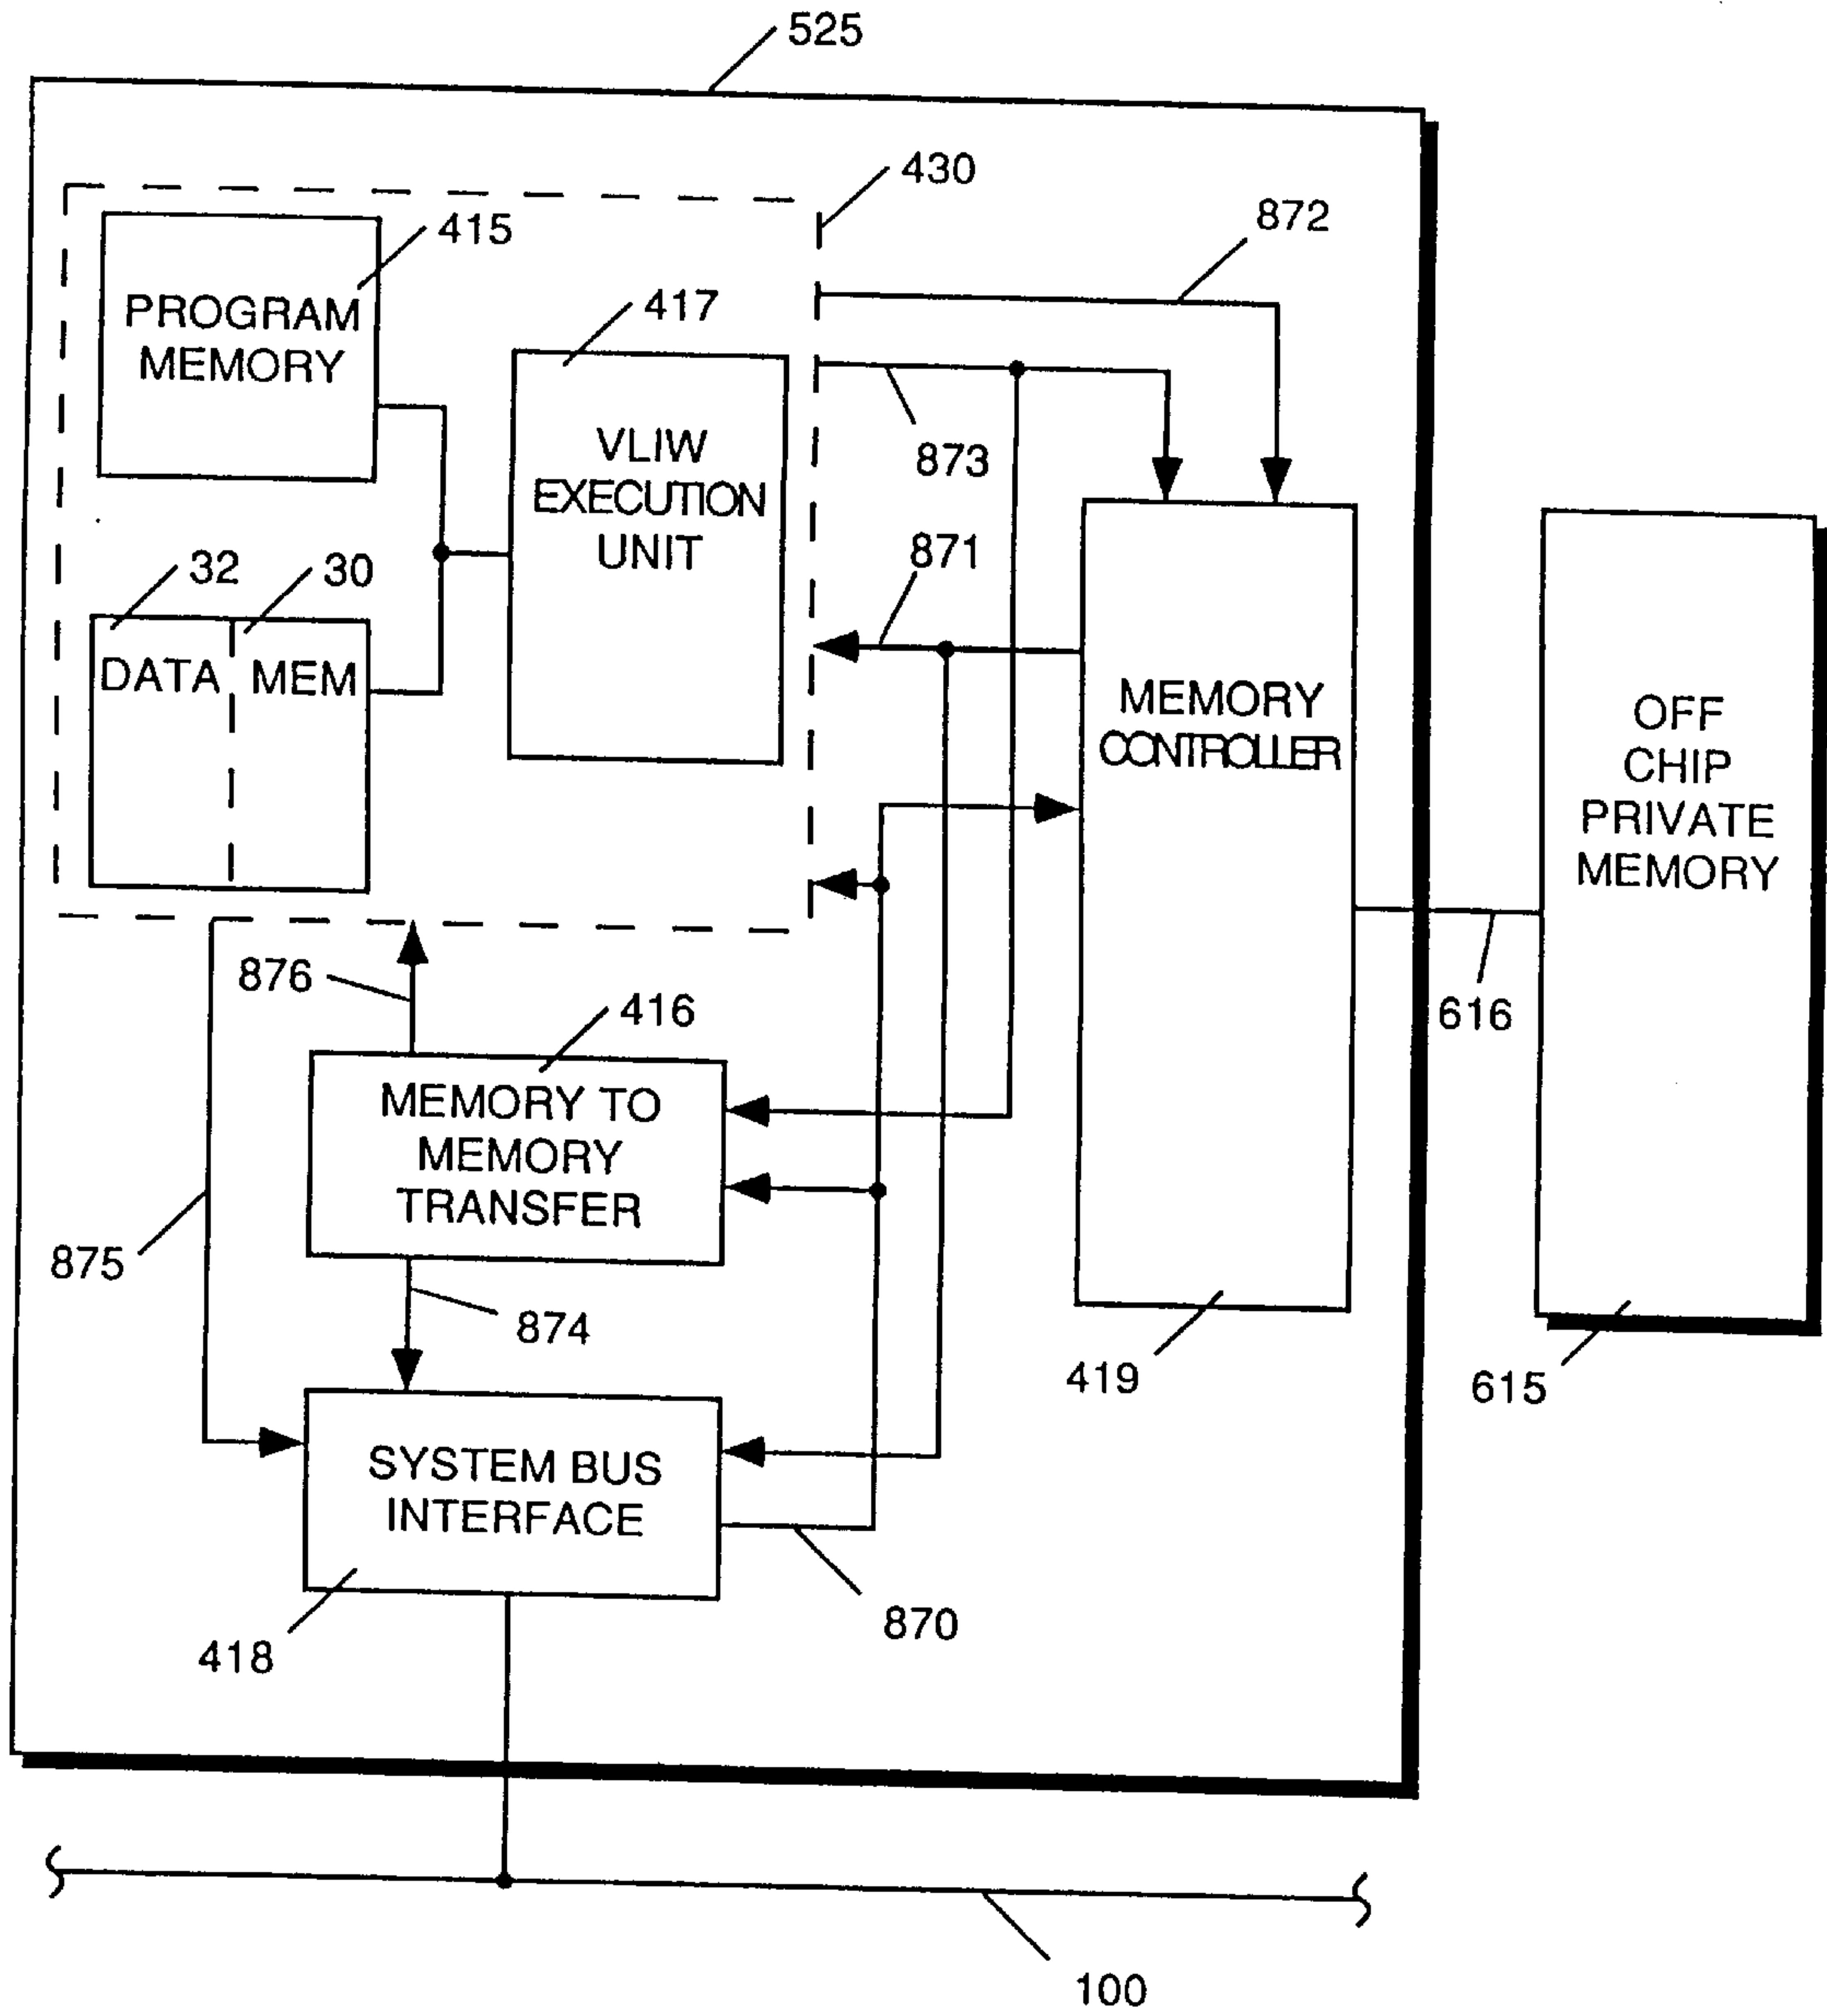 525
430
415
872
PROGRAM
MEMORY
417
VLIW
EXECUTION
UNIT
873
871
32
30
DATA
MEM
MEMORY
CONTROLLER
OFF
CHIP
PRIVATE
MEMORY
876
416
616
MEMORY TO
MEMORY
TRANSFER
875
874
419
615
SYSTEM BUS
INTERFACE
870
418
100